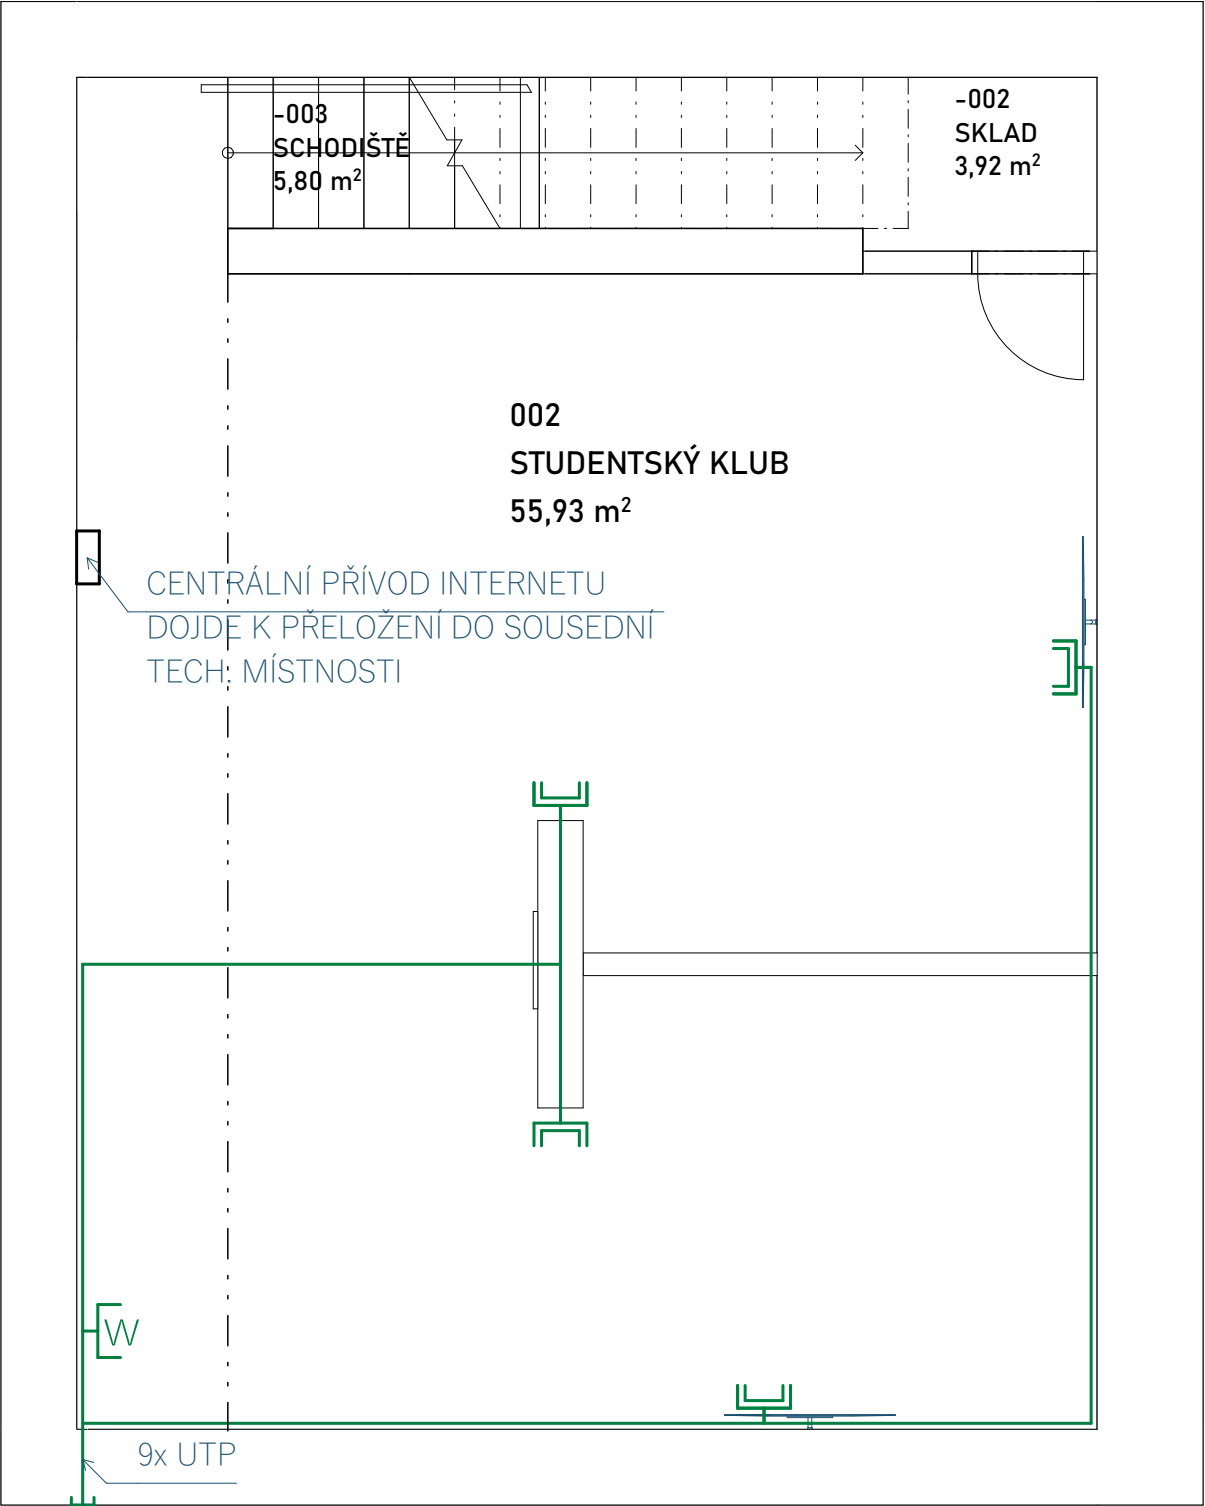 -003
SCHODIŠTĚ
5,80 m²
-002
SKLAD
3,92 m²
002
STUDENTSKÝ KLUB
55,93 m²
CENTRÁLNÍ PŘÍVOD INTERNETU
DOJDE K PŘELOŽENÍ DO SOUSEDNÍ
TECH. MÍSTNOSTI
W
9x UTP